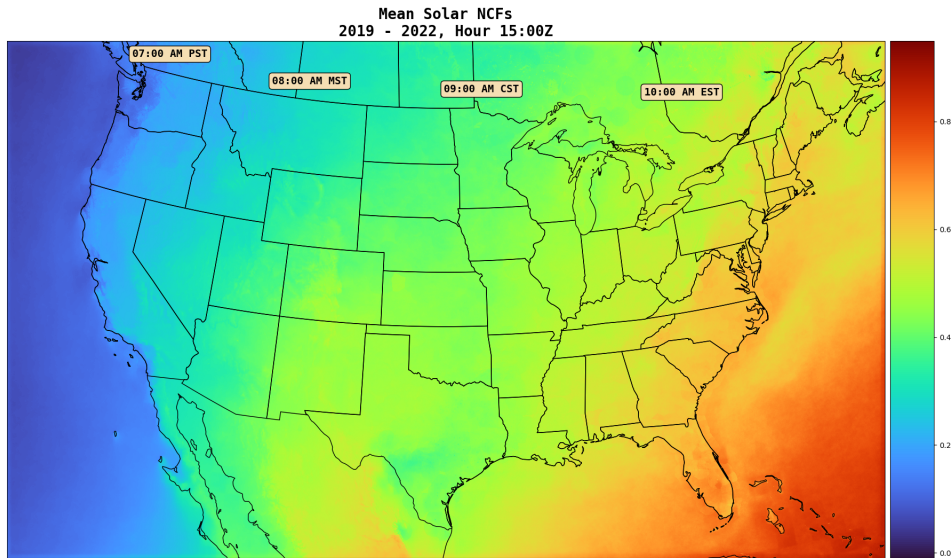 Mean Solar NCFs
2019 - 2022, Hour 15:00Z
07:00 AM PST
08:00 AM MST
09:00 AM CST
10:00 AM EST
0.8
0.6
0.4
0.2
0.0